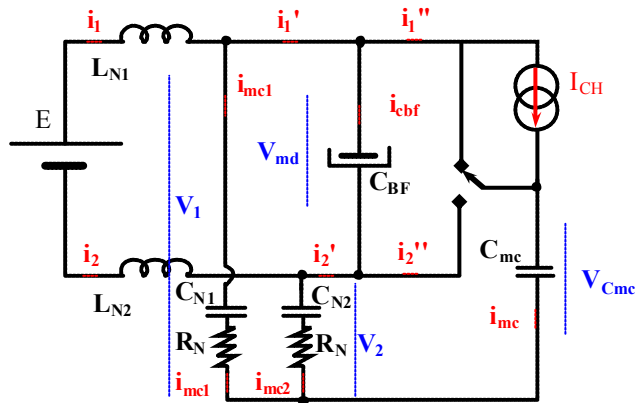 i1 i1' i1''
LN1 imc1 ICH
E icbf
Vmd
CBF
V1
i2 i2' i2'' Cmc
LN2 CN1 CN2 VCmc
RN RN V2 imc
imc1 imc2